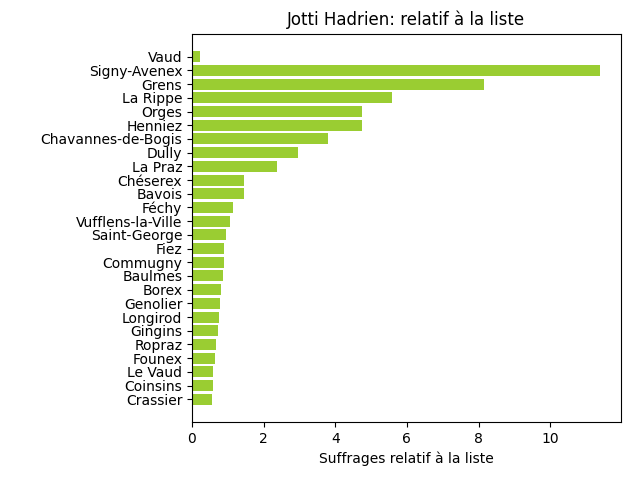 Jotti Hadrien: relatif à la liste
Vaud
Signy-Avenex
Grens
La Rippe
Orges
Henniez
Chavannes-de-Bogis
Dully
La Praz
Chéserex
Bavois
Féchy
Vufflens-la-Ville
Saint-George
Fiez
Commugny
Baulmes
Borex
Genolier
Longirod
Gingins
Ropraz
Founex
Le Vaud
Coinsins
Crassier
0 2 4 6 8 10
Suffrages relatif à la liste